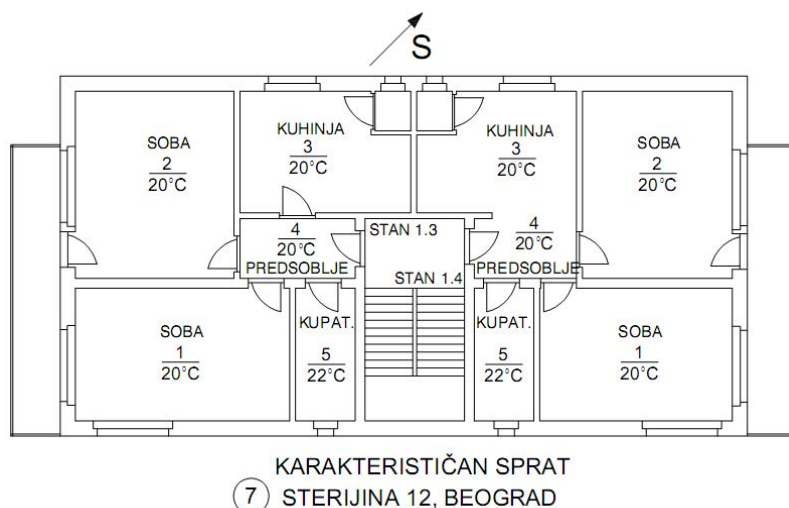 S
SOBA
2
20°C
KUHINJA
3
20°C
KUHINJA
3
20°C
SOBA
2
20°C
4
20°C
PREDSOBLJE
STAN 1.3
STAN 1.4
4
20°C
PREDSOBLJE
SOBA
1
20°C
KUPAT.
5
22°C
KUPAT.
5
22°C
SOBA
1
20°C
KARAKTERISTIČAN SPRAT
7 STERIJINA 12, BEOGRAD